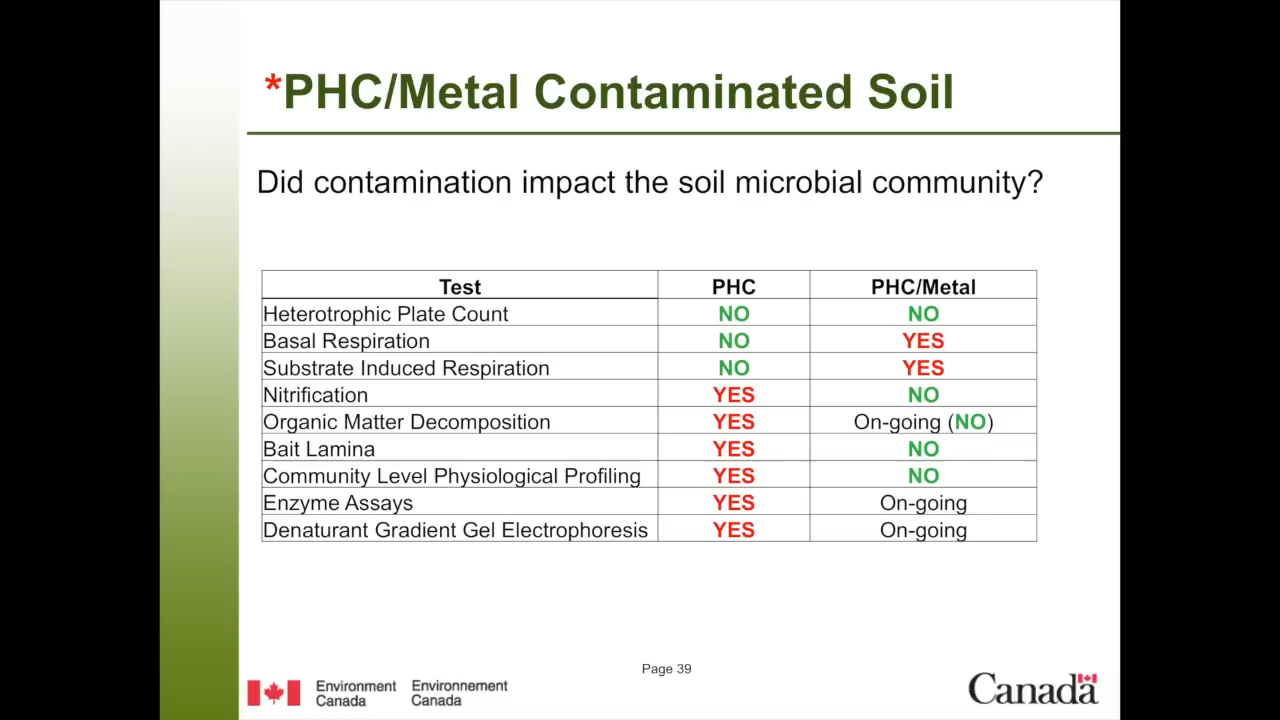 *PHC/Metal Contaminated Soil
Did contamination impact the soil microbial community?
Test PHC PHC/Metal
Heterotrophic Plate Count NO NO
Basal Respiration NO YES
Substrate Induced Respiration NO YES
Nitrification YES NO
Organic Matter Decomposition YES On-going (NO)
Bait Lamina YES NO
Community Level Physiological Profiling YES NO
Enzyme Assays YES On-going
Denaturant Gradient Gel Electrophoresis YES On-going
Page 39
Environment Environnement
Canada Canada
Canada